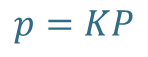 p = KP